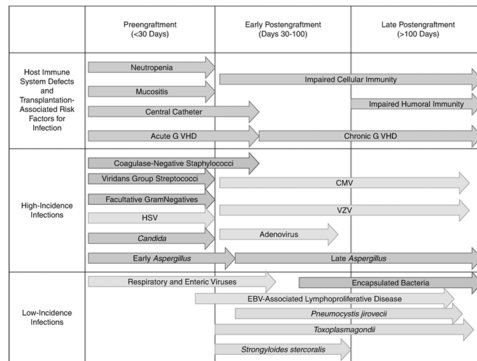 Preengraftment
(<30 Days)
Early Postengraftment
(Days 30-100)
Late Postengraftment
(>100 Days)
Host Immune
System Defects
and
Transplantation-
Associated Risk
Factors for
Infection
Neutropenia
Impaired Cellular Immunity
Mucositis
Impaired Humoral Immunity
Central Catheter
Acute G VHD
Chronic G VHD
High-Incidence
Infections
Coagulase-Negative Staphylococci
Viridans Group Streptococci
CMV
Facultative GramNegatives
VZV
HSV
Candida
Adenovirus
Early Aspergillus
Late Aspergillus
Low-Incidence
Infections
Respiratory and Enteric Viruses
Encapsulated Bacteria
EBV-Associated Lymphoproliferative Disease
Pneumocystis jirovecii
Toxoplasmagondii
Strongyloides stercoralis